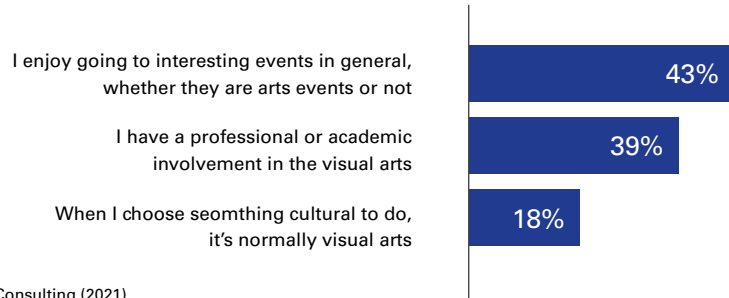 I enjoy going to interesting events in general,
whether they are arts events or not
43%
I have a professional or academic
involvement in the visual arts
39%
When I choose seomthing cultural to do,
it's normally visual arts
18%
Consulting (2021)